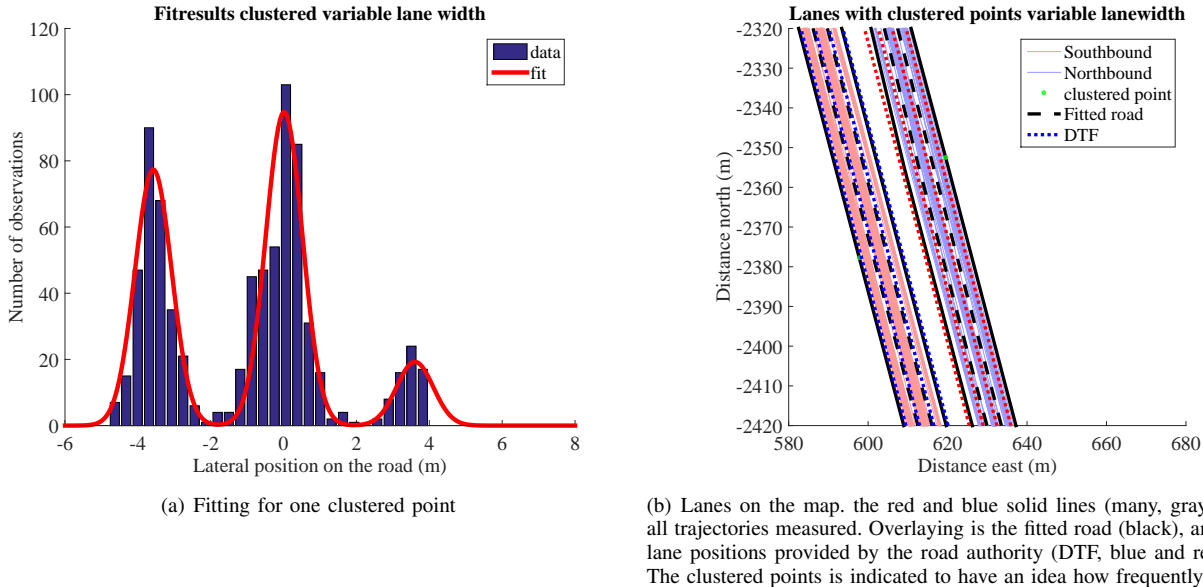 Fitresults clustered variable lane width
120
100
80
60
40
20
0
Number of observations
data
fit
-6 -4 -2 0 2 4 6 8
Lateral position on the road (m)
(a) Fitting for one clustered point
Lanes with clustered points variable lanewidth
-2320
-2330
-2340
-2350
-2360
-2370
-2380
-2390
-2400
-2410
-2420
Distance north (m)
Southbound
Northbound
clustered point
Fitted road
DTF
580 600 620 640 660 680
Distance east (m)
(b) Lanes on the map. the red and blue solid lines (many, gray
all trajectories measured. Overlaying is the fitted road (black), an
lane positions provided by the road authority (DTF, blue and re
The clustered points is indicated to have an idea how frequently